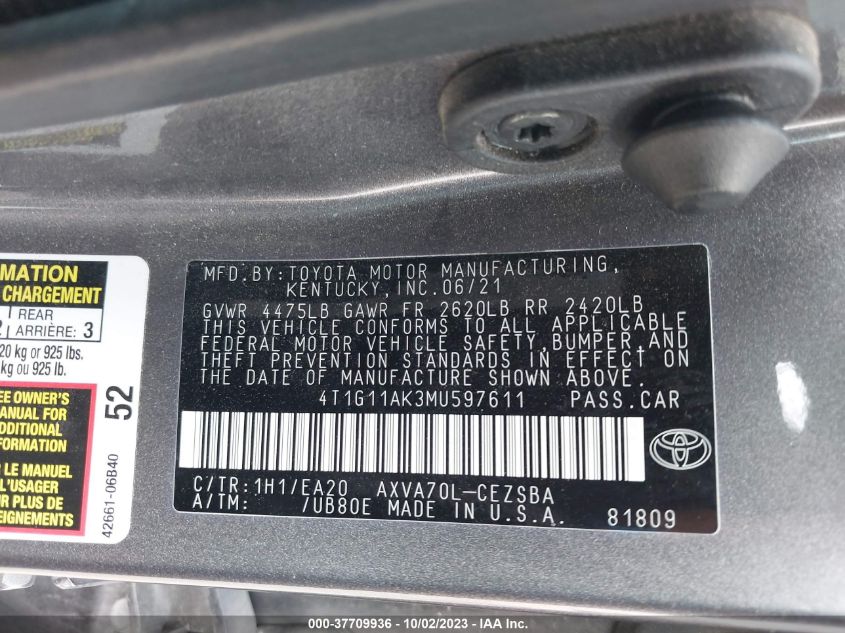 MATION
CHARGEMENT
REAR
ARRIÈRE: 3
20 kg or 925 lbs.
kg ou 925 lb.
EE OWNER'S
MANUAL FOR
ADDITIONAL
FORMATION
LE MANUEL
L'USAGER
R PLUS DE
EIGNEMENTS
52
42661-06B40
MFD.BY:TOYOTA MOTOR MANUFACTURING,
KENTUCKY,INC.06/21
GVWR 4475LB GAWR FR 2620LB RR 2420LB
THIS VEHICLE CONFORMS TO ALL APPLICABLE
FEDERAL MOTOR VEHICLE SAFETY,BUMPER,AND
THEFT PREVENTION STANDARDS IN EFFECT ON
THE DATE OF MANUFACTURE SHOWN ABOVE.
4T1G11AK3MU597611 PASS.CAR
C/TR:1H1/EA20 AXVA70L-CEZSBA
A/TM: /UB80E MADE IN U.S.A. 81809
000-37709936 - 10/02/2023 - IAAI.COM